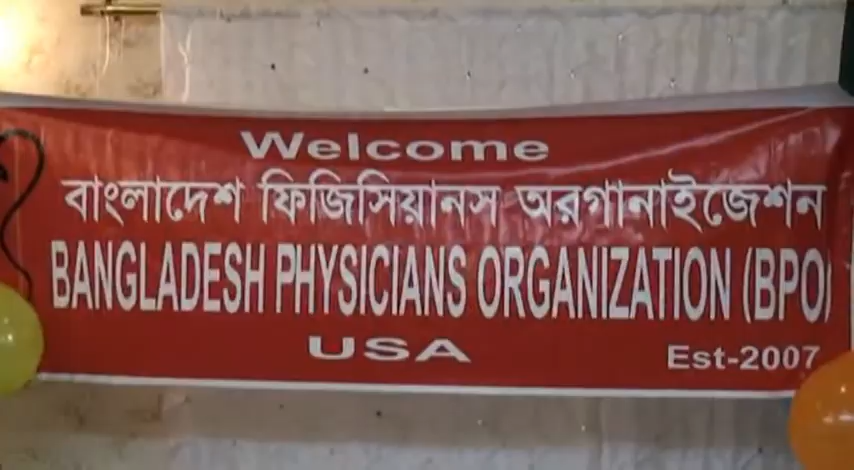 Welcome
বাংলাদেশ ফিজিসিয়ানস অরগানাইজেশন
BANGLADESH PHYSICIANS ORGANIZATION (BPO)
USA
Est-2007